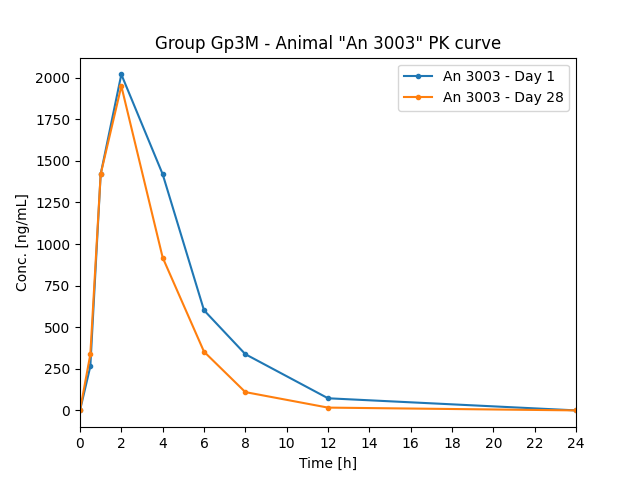 Group Gp3M - Animal "An 3003" PK curve
An 3003 - Day 1
An 3003 - Day 28
Conc. [ng/mL]
2000
1750
1500
1250
1000
750
500
250
0
0 2 4 6 8 10 12 14 16 18 20 22 24
Time [h]